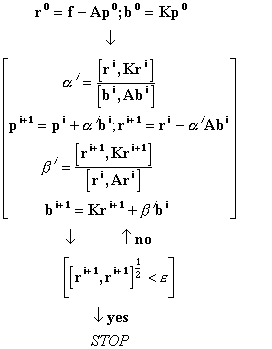 r⁰ = f – Ap⁰; b⁰ = Kp⁰
↓
αⁱ = [rⁱ, Krⁱ] / [bⁱ, Abⁱ]
pⁱ⁺¹ = pⁱ + αⁱbⁱ; rⁱ⁺¹ = rⁱ – αⁱAbⁱ
βⁱ = [rⁱ⁺¹, Krⁱ⁺¹] / [rⁱ, Arⁱ]
bⁱ⁺¹ = Krⁱ⁺¹ + βⁱbⁱ
↓ ↑ no
[[rⁱ⁺¹, rⁱ⁺¹]^½ < ε]
↓ yes
STOP